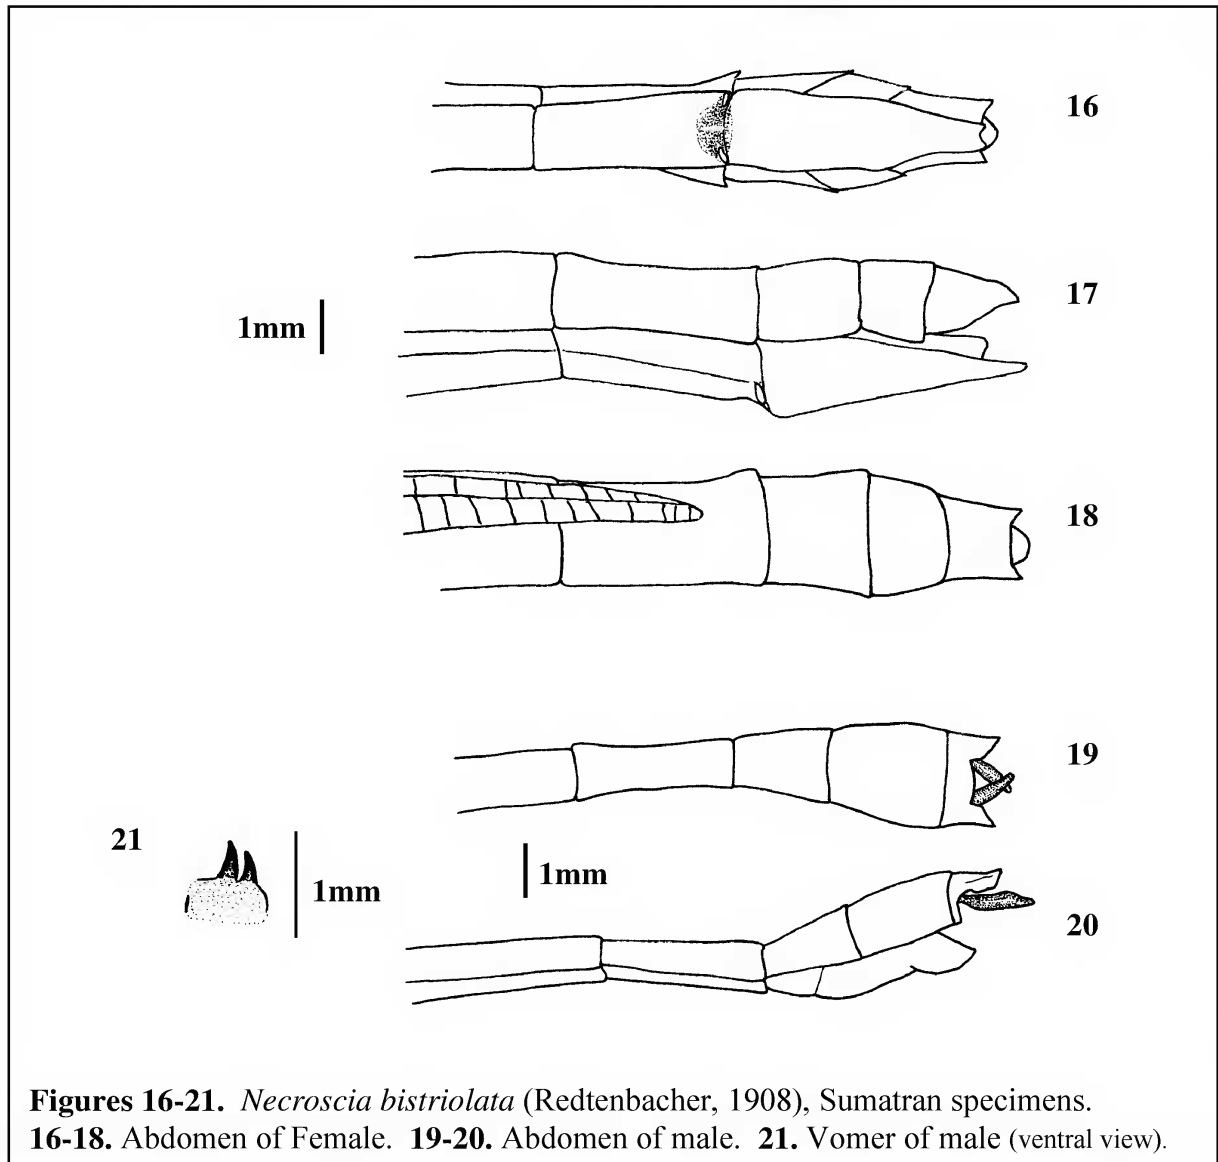 16
17
1mm
18
19
21
1mm
1mm
20
Figures 16-21. Necroscia bistriolata (Redtenbacher, 1908), Sumatran specimens.
16-18. Abdomen of Female. 19-20. Abdomen of male. 21. Vomer of male (ventral view).